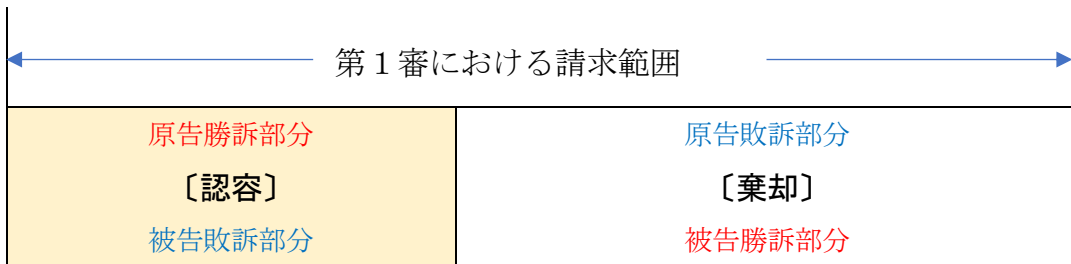 第１審における請求範囲
原告勝訴部分
〔認容〕
被告敗訴部分
原告敗訴部分
〔棄却〕
被告勝訴部分